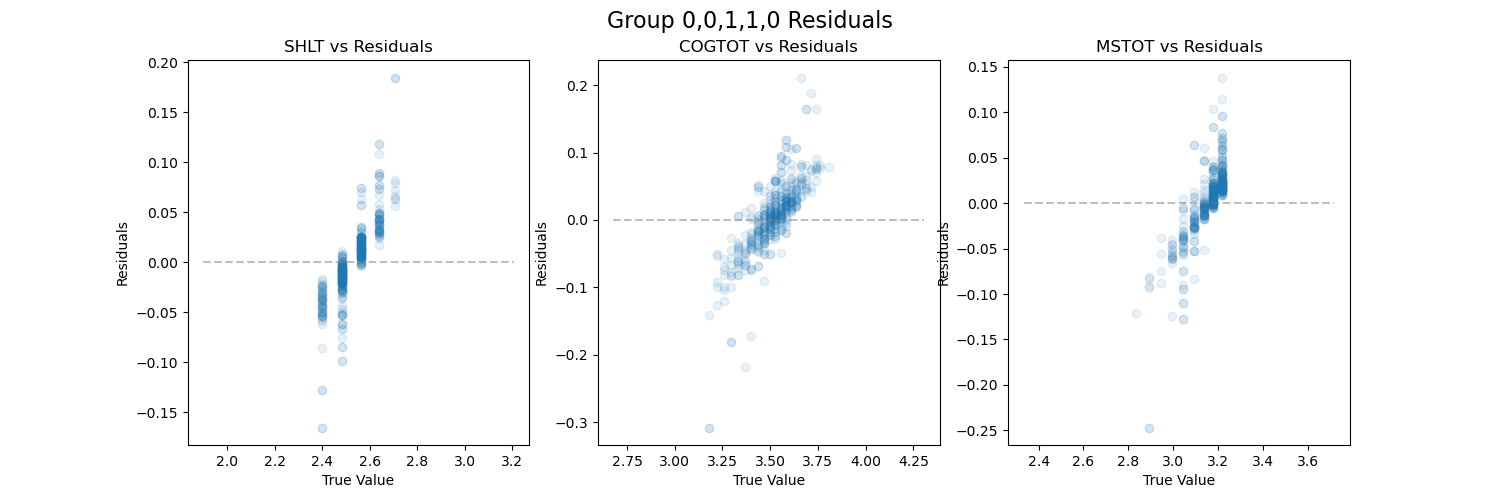 Group 0,0,1,1,0 Residuals
SHLT vs Residuals
0.20
0.15
0.10
0.05
0.00
−0.05
−0.10
−0.15
Residuals
2.0 2.4 2.6 3.0 3.2
True Value
COGTOT vs Residuals
0.2
0.1
0.0
−0.1
−0.2
−0.3
Residuals
2.75 3.00 3.25 3.50 3.75 4.00 4.25
True Value
MSTOT vs Residuals
0.15
0.10
0.05
0.00
−0.05
−0.10
−0.15
−0.20
−0.25
Residuals
2.4 2.6 2.8 3.0 3.2 3.4 3.6
True Value